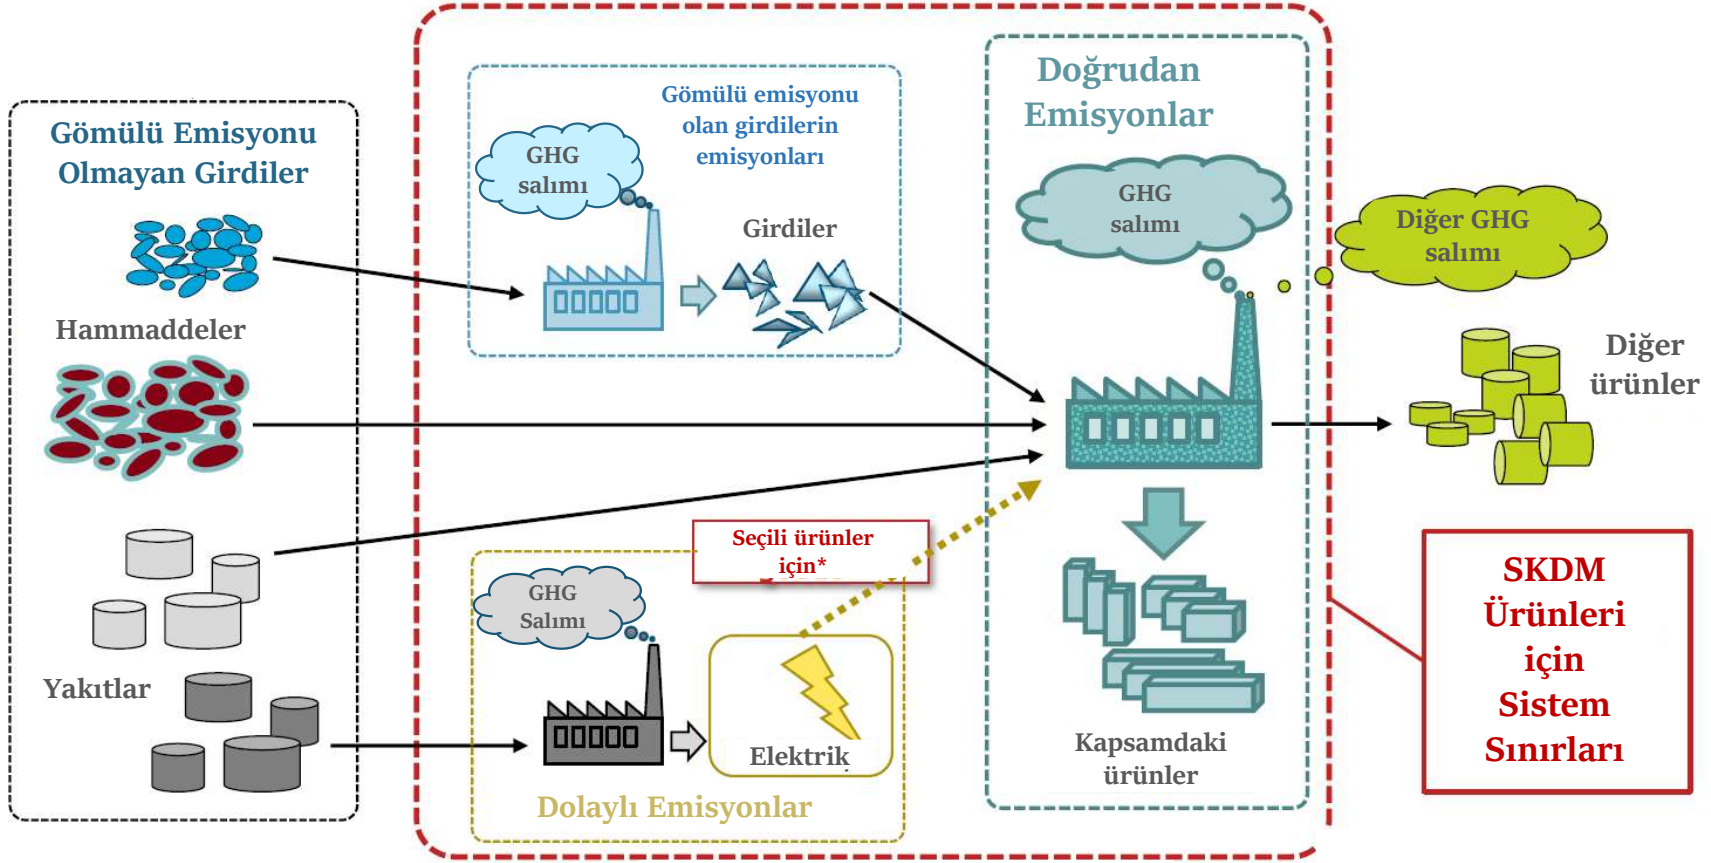 Gömülü Emisyonu
Olmayan Girdiler
Hammaddeler
Yakıtlar
Gömülü emisyonu
olan girdilerin
emisyonları
GHG
salımı
Girdiler
Seçili ürünler
için*
GHG
Salımı
Elektrik
Dolaylı Emisyonlar
Doğrudan
Emisyonlar
GHG
salımı
Kapsamdaki
ürünler
Diğer GHG
salımı
Diğer
ürünler
SKDM
Ürünleri
için
Sistem
Sınırları